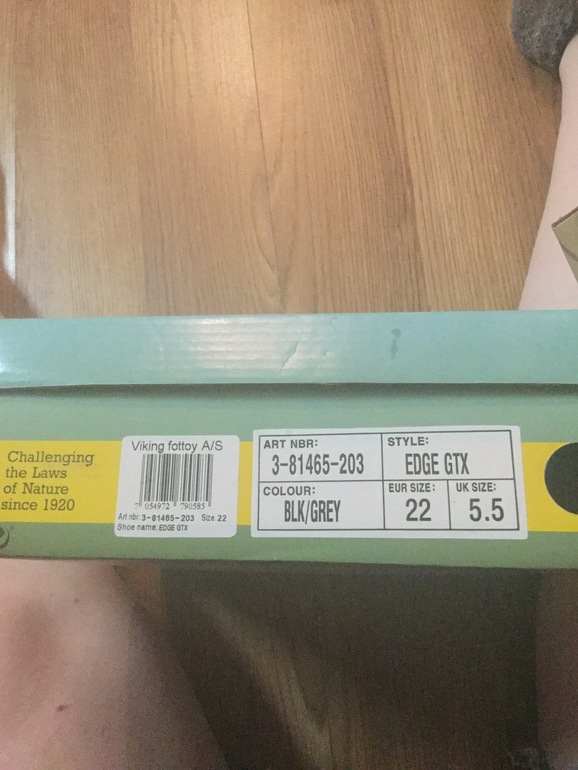 Challenging
the Laws
of Nature
since 1920
Viking fottoy A/S
7 054972 790585
Art nbr: 3-81465-203 Size: 22
Shoe name: EDGE GTX
ART NBR:
3-81465-203
STYLE:
EDGE GTX
COLOUR:
BLK/GREY
EUR SIZE:
22
UK SIZE:
5.5